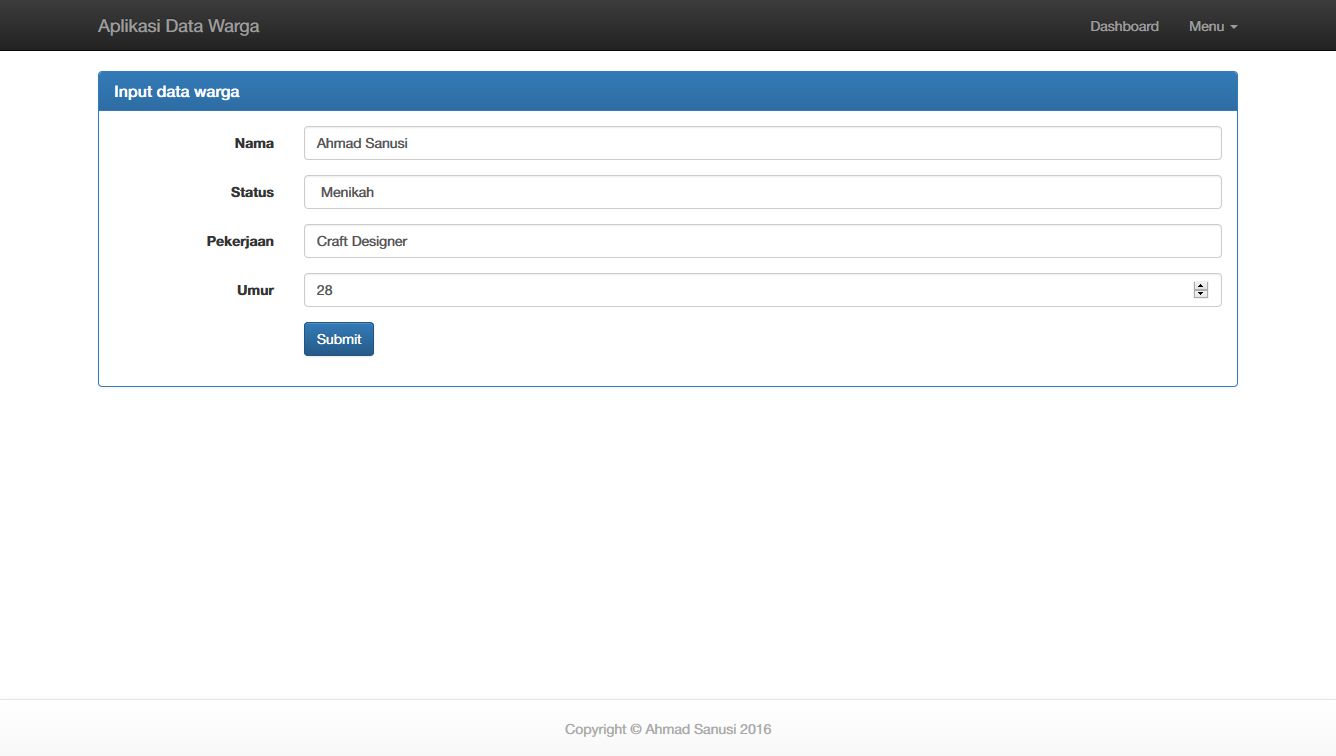 Aplikasi Data Warga Dashboard Menu
Input data warga
Nama Ahmad Sanusi
Status Menikah
Pekerjaan Craft Designer
Umur 28
Submit
Copyright © Ahmad Sanusi 2016